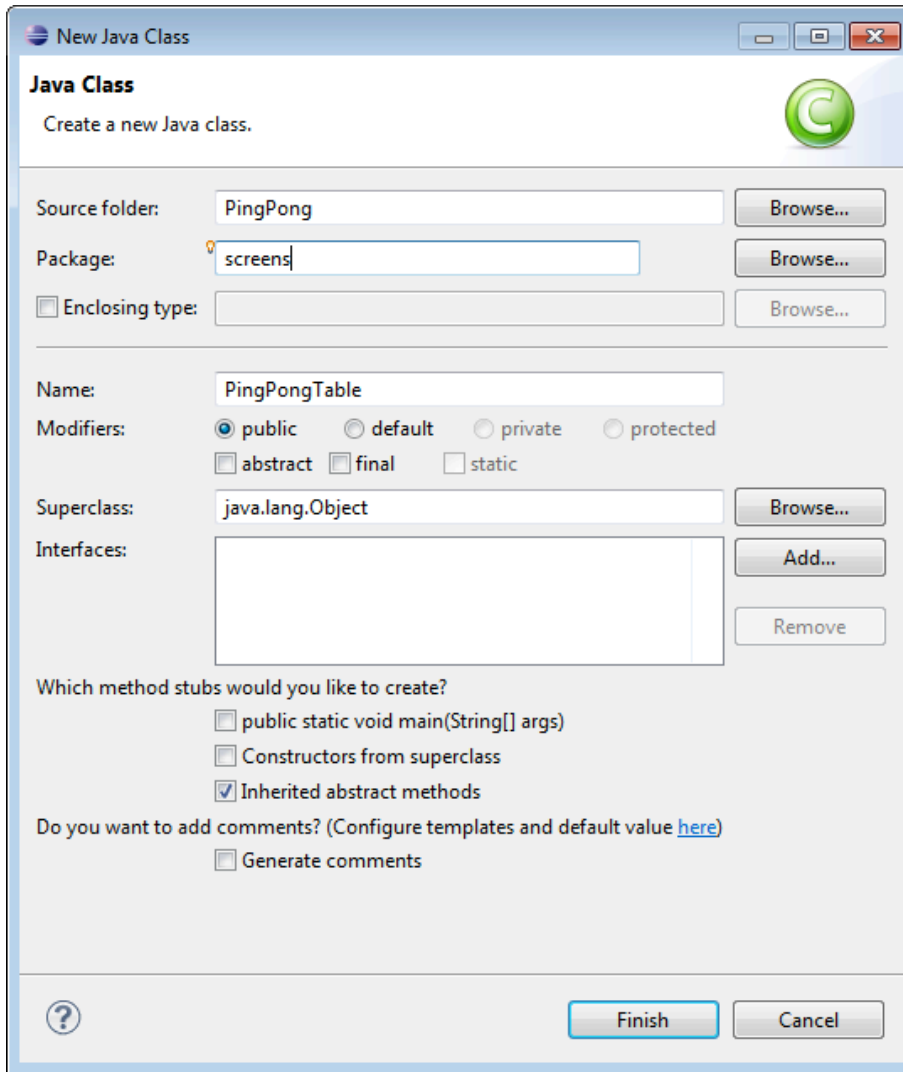 New Java Class
Java Class
Create a new Java class.
C
Source folder: PingPong Browse...
Package: screens Browse...
Enclosing type: Browse...
Name: PingPongTable
Modifiers: public default private protected
abstract final static
Superclass: java.lang.Object Browse...
Interfaces: Add...
Remove
Which method stubs would you like to create?
public static void main(String[] args)
Constructors from superclass
Inherited abstract methods
Do you want to add comments? (Configure templates and default value here)
Generate comments
? Finish Cancel